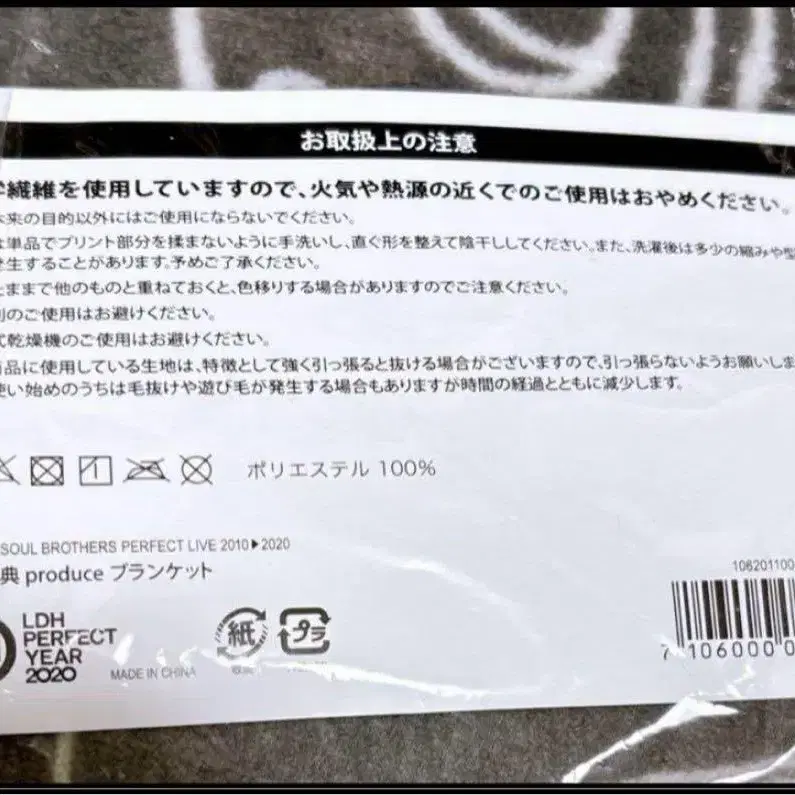 お取扱上の注意
繊維を使用していますので、火気や熱源の近くでのご使用はおやめください。
来の目的以外にはご使用にならないでください。
単品でプリント部分を揉まないように手洗いし、直ぐ形を整えて陰干ししてください。また、洗濯後は多少の縮みや型
生することがあります。予めご了承ください。
たままで他のものと重ねておくと、色移りする場合がありますのでご注意ください。
のご使用はお避けください。
式乾燥機のご使用はお避けください。
商品に使用している生地は、特徴として強く引っ張ると抜ける場合がございますので、引っ張らないようお願いしま
使い始めのうちは毛抜けや遊び毛が発生する場合もありますが時間の経過とともに減少します。
ポリエステル 100%
SOUL BROTHERS PERFECT LIVE 2010▶2020
典 produce ブランケット
LDH
PERFECT
YEAR
2020
MADE IN CHINA
紙
プラ
106201100
7 106000 0